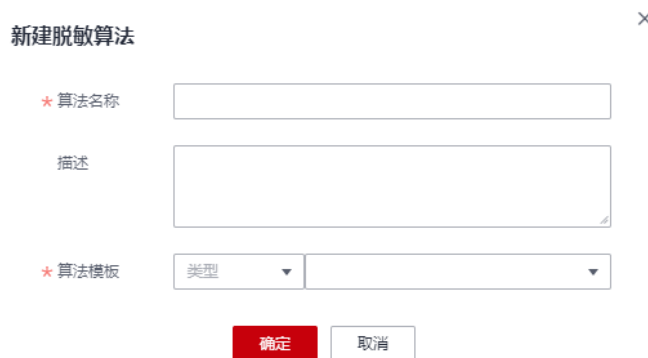 新建脱敏算法
* 算法名称
描述
* 算法模板 类型
确定 取消